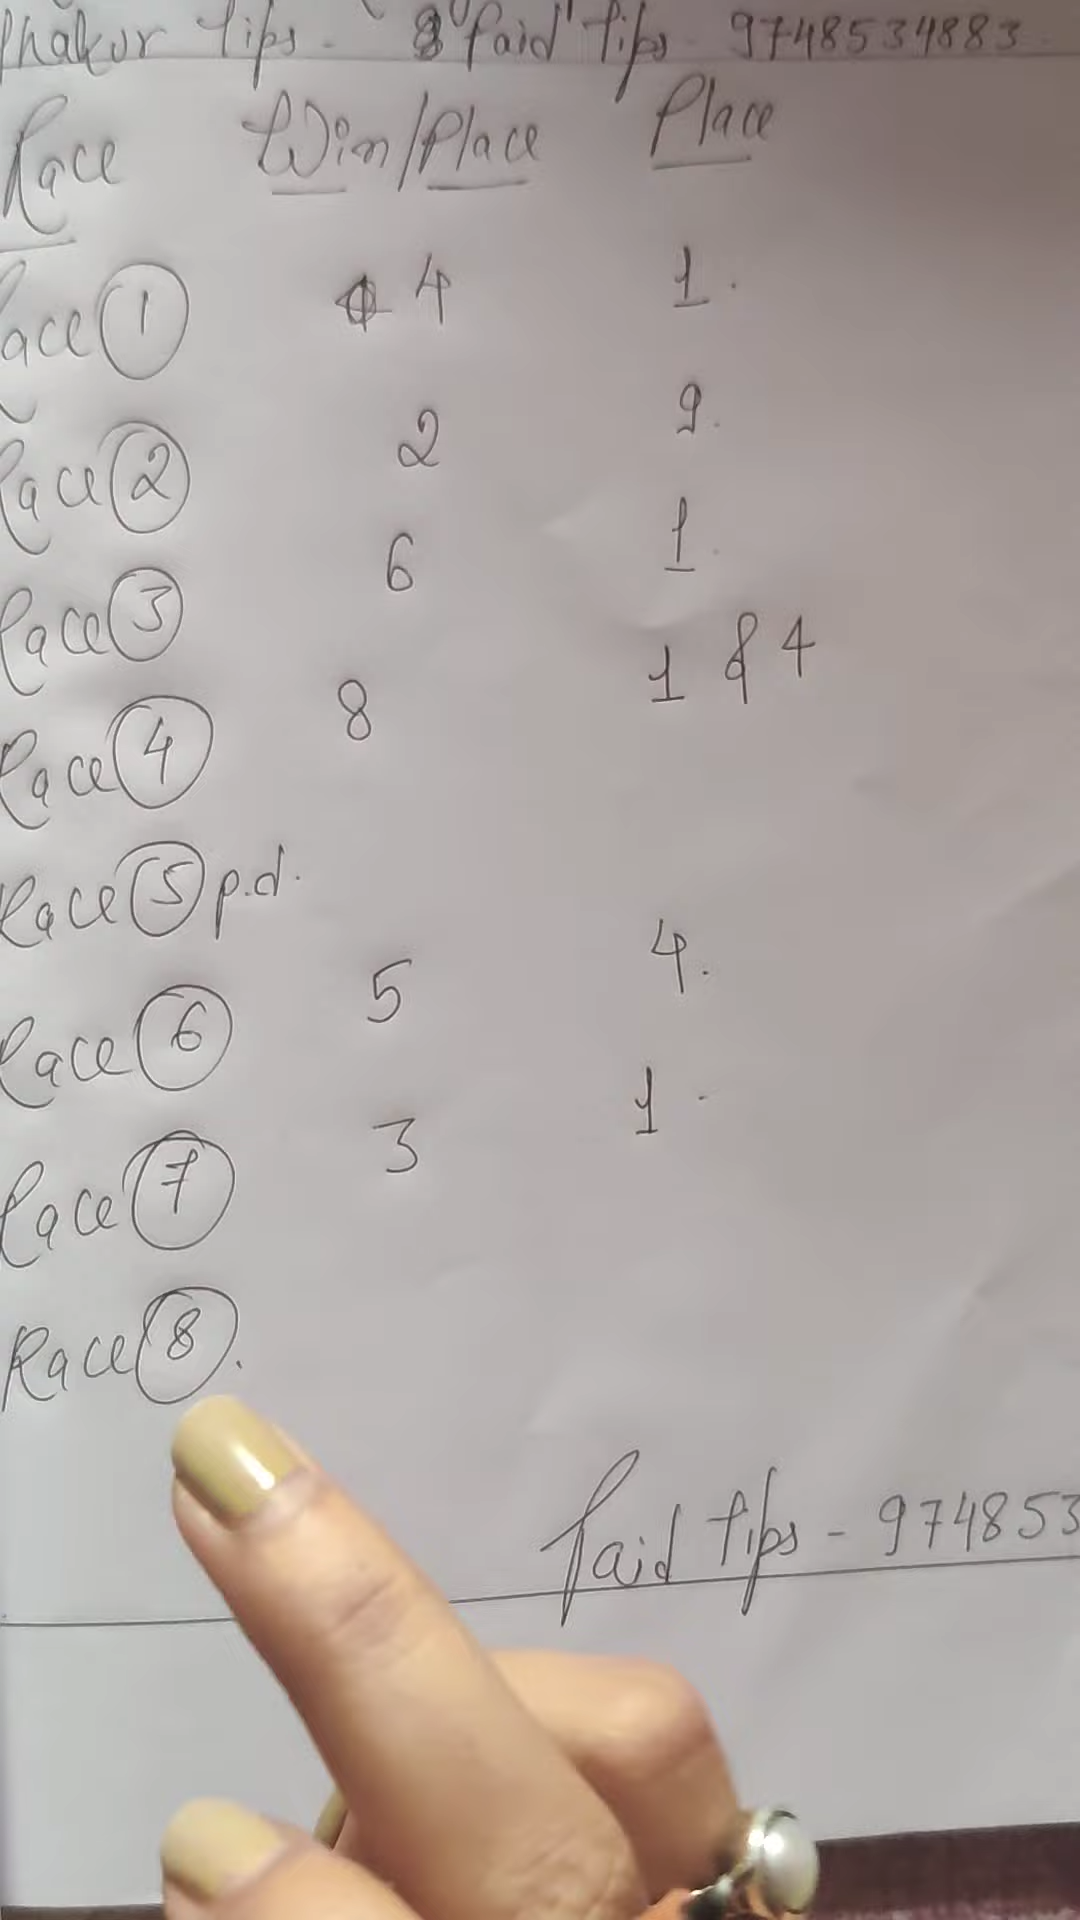 Thakur Tips - Paid Tips - 9748534883
Race Win/Place Place
Race 1 4 1.
Race 2 2 9.
Race 3 6 1.
Race 4 8 1 & 4
Race 5 p.d.
Race 6 5 4.
Race 7 3 1.
Race 8.
Paid Tips - 974853